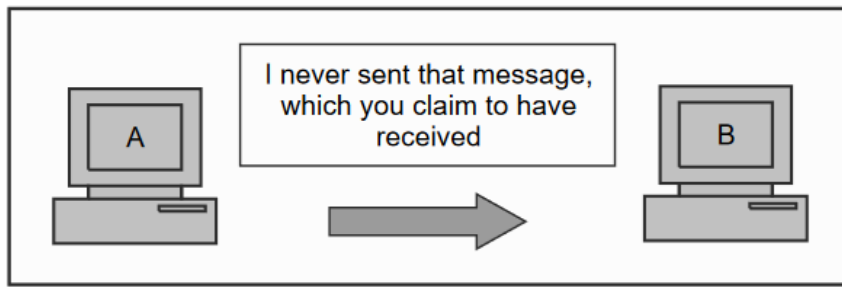 I never sent that message,
which you claim to have
received
A
B